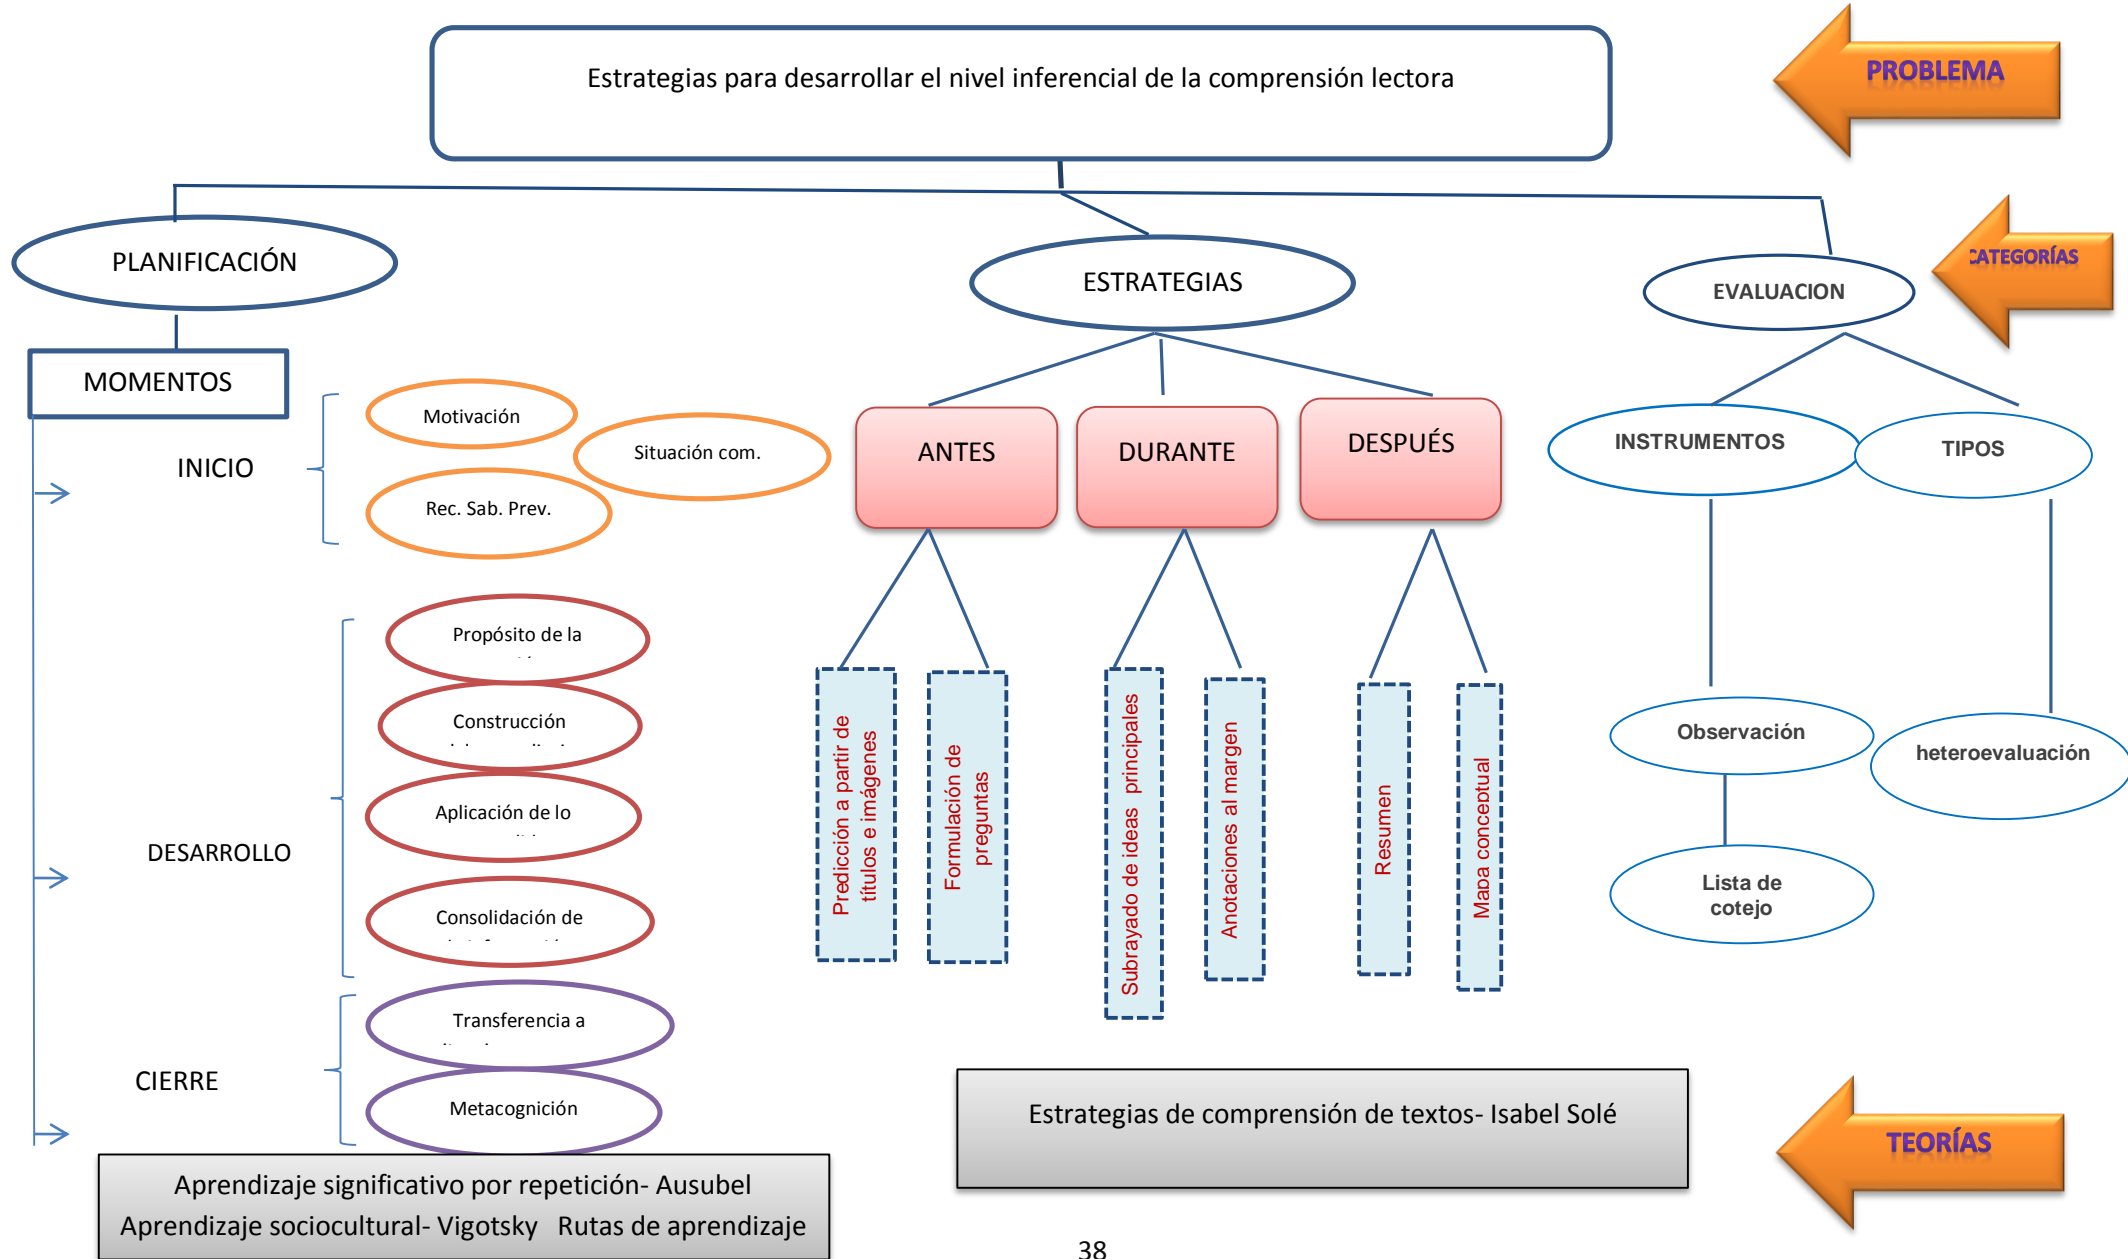 Estrategias para desarrollar el nivel inferencial de la comprensión lectora
PROBLEMA
PLANIFICACIÓN
ESTRATEGIAS
EVALUACION
CATEGORÍAS
MOMENTOS
INICIO
Motivación
Situación com.
Rec. Sab. Prev.
DESARROLLO
Propósito de la
Construcción
Aplicación de lo
Consolidación de
CIERRE
Transferencia a
Metacognición
ANTES
DURANTE
DESPUÉS
Predicción a partir de
títulos e imágenes
Formulación de
preguntas
Subrayado de ideas principales
Anotaciones al margen
Resumen
Mapa conceptual
INSTRUMENTOS
TIPOS
Observación
heteroevaluación
Lista de
cotejo
Estrategias de comprensión de textos- Isabel Solé
TEORÍAS
Aprendizaje significativo por repetición- Ausubel
Aprendizaje sociocultural- Vigotsky Rutas de aprendizaje
38